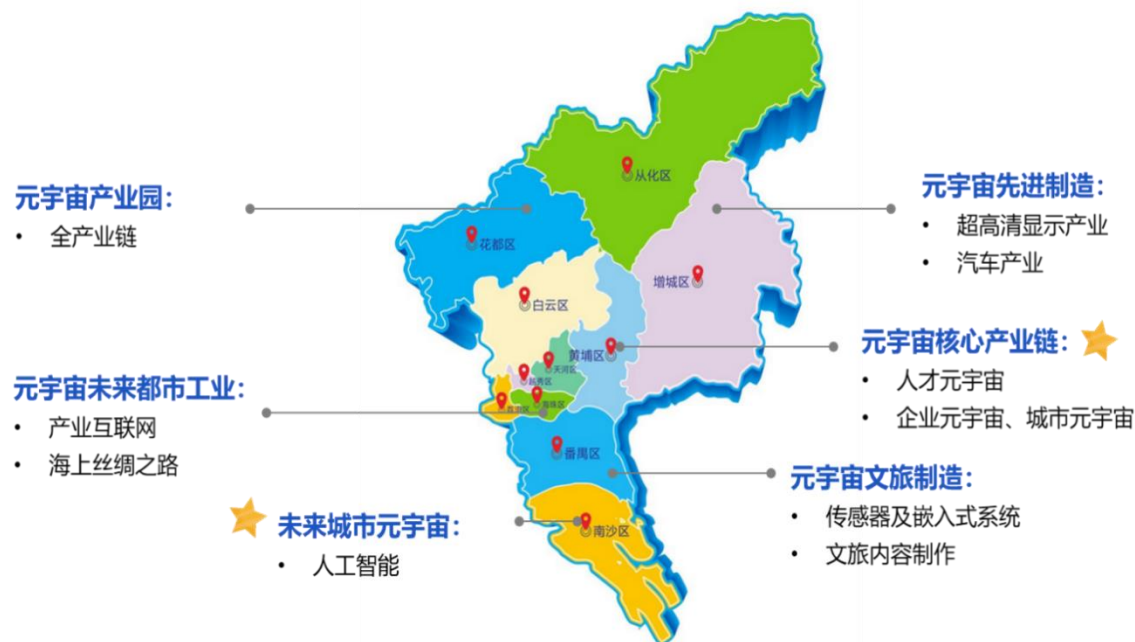 元宇宙产业园：
• 全产业链
元宇宙未来都市工业：
• 产业互联网
• 海上丝绸之路
未来城市元宇宙：
• 人工智能
从化区
花都区
增城区
白云区
黄埔区
天河区
越秀区
海珠区
荔湾区
番禺区
南沙区
元宇宙先进制造：
• 超高清显示产业
• 汽车产业
元宇宙核心产业链：
• 人才元宇宙
• 企业元宇宙、城市元宇宙
元宇宙文旅制造：
• 传感器及嵌入式系统
• 文旅内容制作